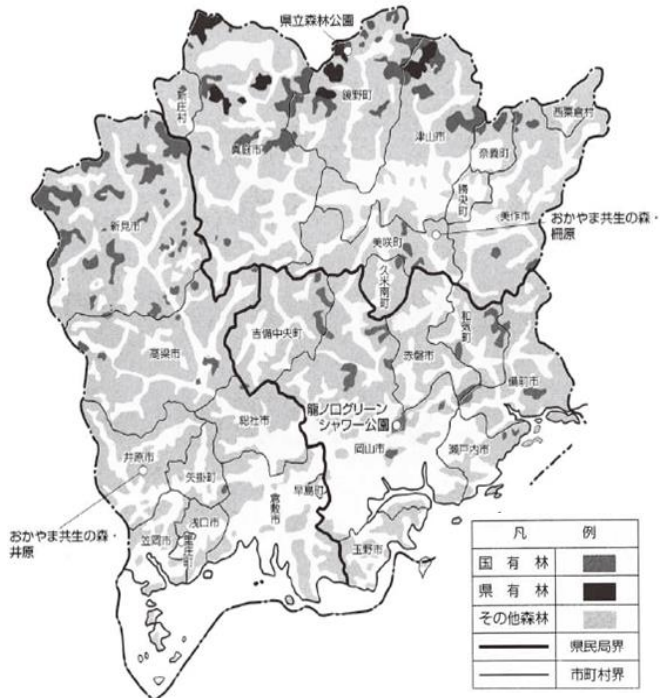 県立森林公園
新庄村
鏡野町
西粟倉村
真庭市
津山市
奈義町
勝央町
新見市
美作市
おかやま共生の森・
柵原
美咲町
久米南町
吉備中央町
和気町
赤磐市
高梁市
備前市
龍ノ口グリーン
シャワー公園
総社市
岡山市
瀬戸内市
井原市
矢掛町
早島町
倉敷市
おかやま共生の森・
井原
浅口市
笠岡市
里庄町
玉野市
凡例
国有林
県有林
その他森林
県民局界
市町村界